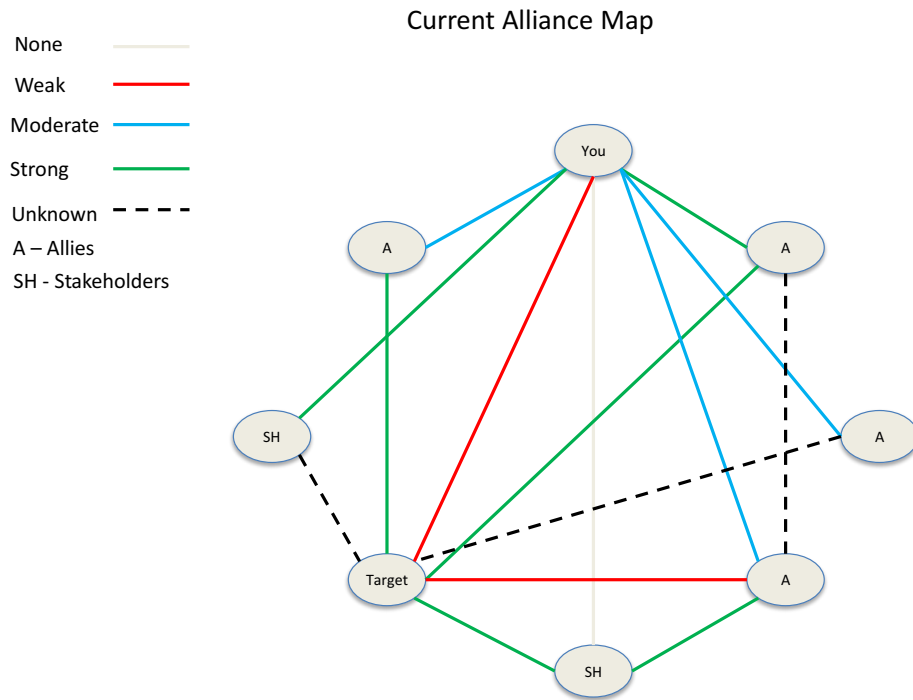 Current Alliance Map
None
Weak
Moderate
Strong
Unknown
A – Allies
SH - Stakeholders
You
A
A
SH
A
Target
A
SH